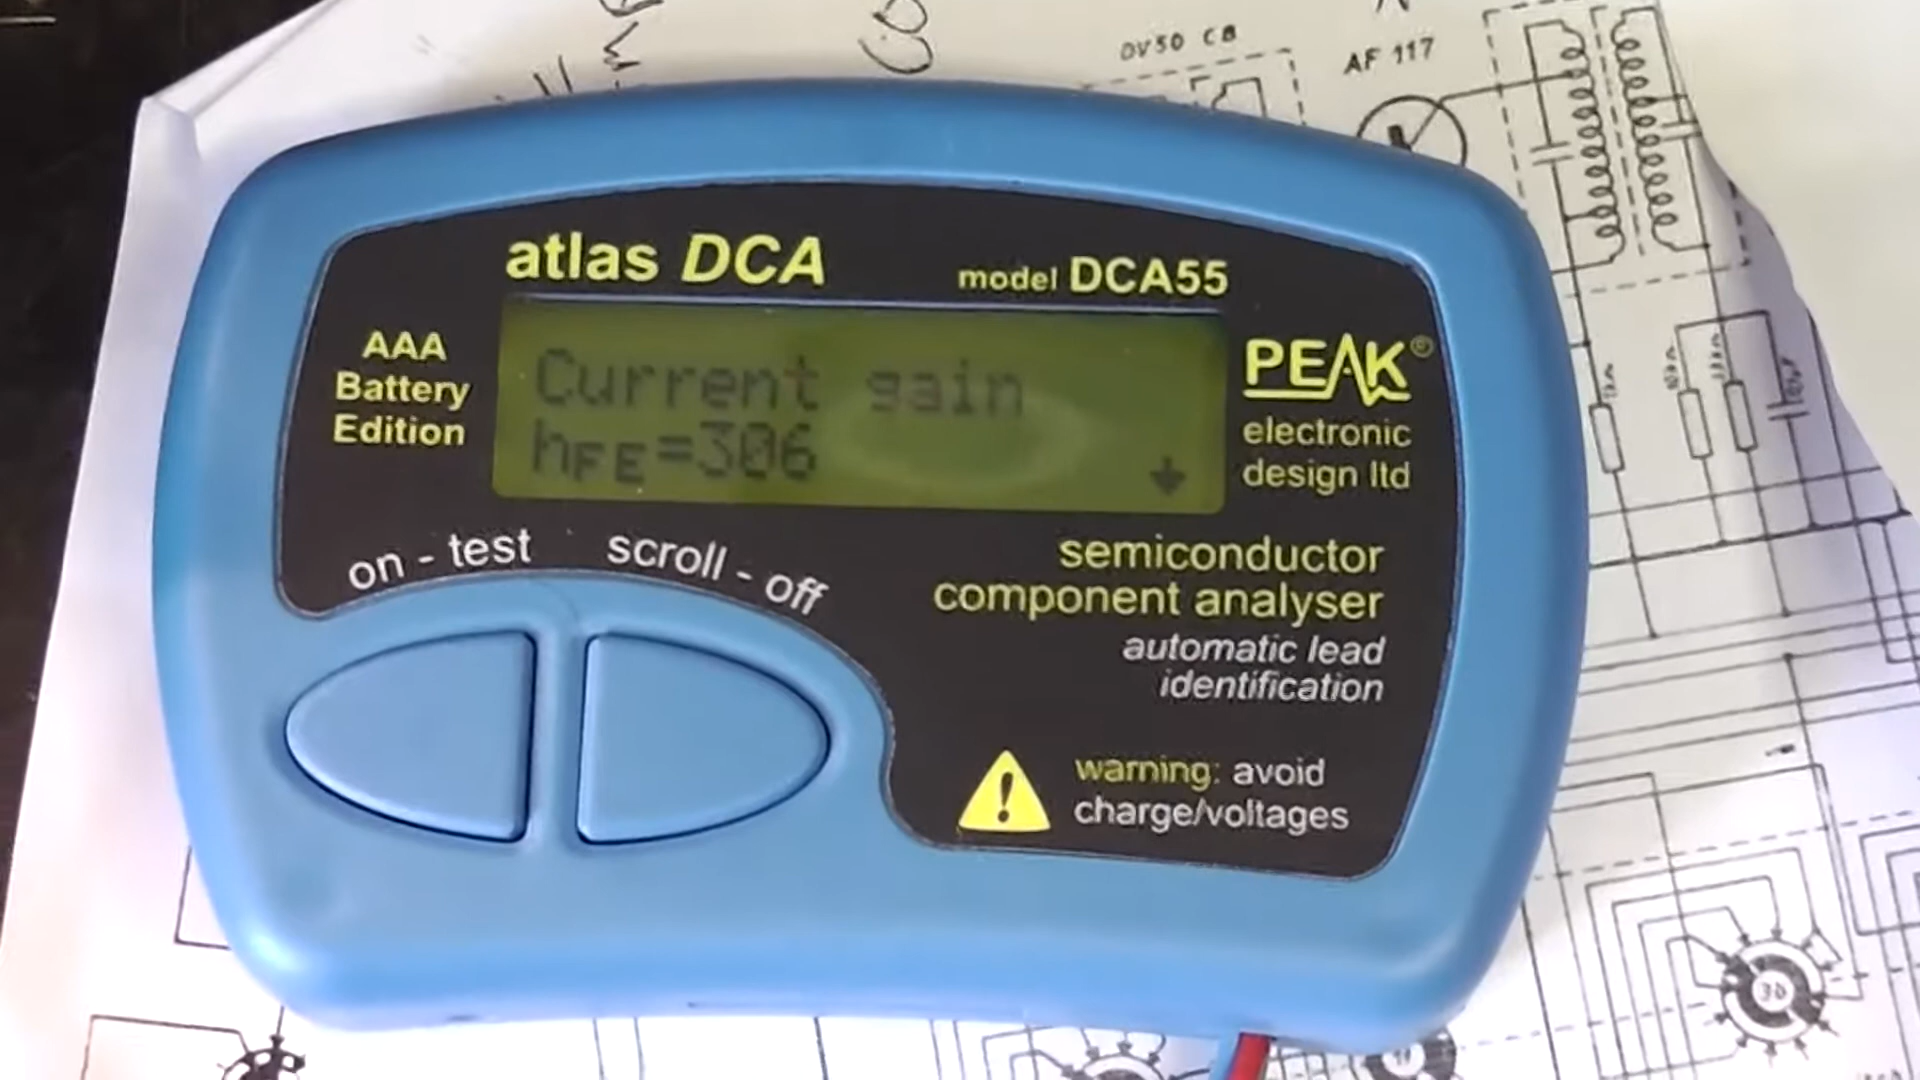 OV50 CB
AF 117
atlas DCA
model DCA55
AAA
Battery
Edition
Current gain
hFE=306
PEAK®
electronic
design ltd
on - test
scroll - off
semiconductor
component analyser
automatic lead
identification
warning: avoid
charge/voltages